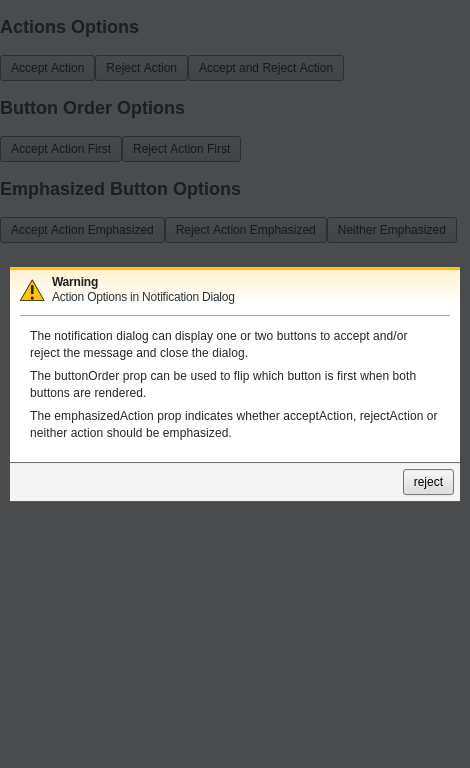 Actions Options
Accept Action Reject Action Accept and Reject Action
Button Order Options
Accept Action First Reject Action First
Emphasized Button Options
Accept Action Emphasized Reject Action Emphasized Neither Emphasized
Warning
Action Options in Notification Dialog
The notification dialog can display one or two buttons to accept and/or
reject the message and close the dialog.
The buttonOrder prop can be used to flip which button is first when both
buttons are rendered.
The emphasizedAction prop indicates whether acceptAction, rejectAction or
neither action should be emphasized.
reject